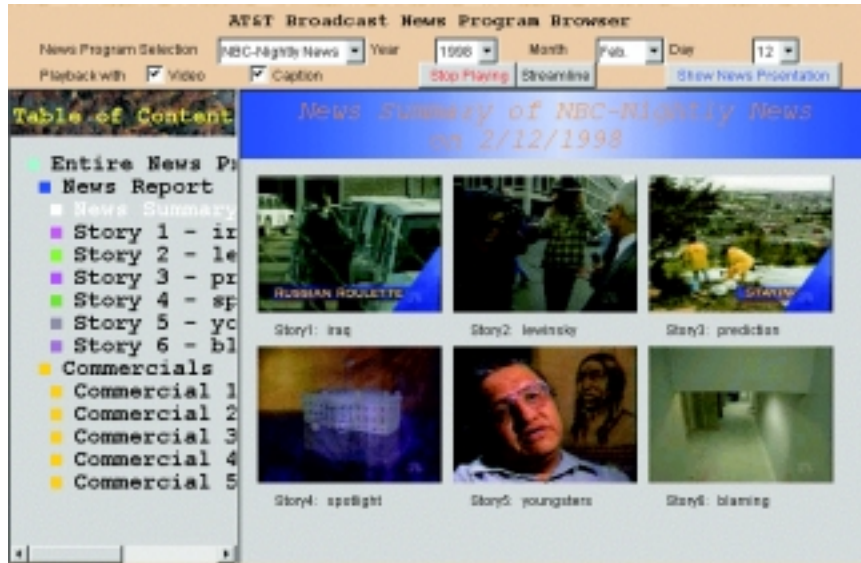 AT&T Broadcast News Program Browser
News Program Selection NBC-Nightly News Year 1998 Month Feb. Day 12
Playback with Video Caption Stop Playing Streamline Show News Prsentation
Table of Content
News Summary of NBC-Nightly News
on 2/12/1998
Entire News Pr
News Report
News Summary
Story 1 - ir
Story 2 - le
Story 3 - pr
Story 4 - sp
Story 5 - yo
Story 6 - bl
Commercials
Commercial 1
Commercial 2
Commercial 3
Commercial 4
Commercial 5
RUSSIAN ROULETTE
STAYING
Story1: iraq
Story2: lewinsky
Story3: prediction
Story4: spotlight
Story5: youngsters
Story6: blaming